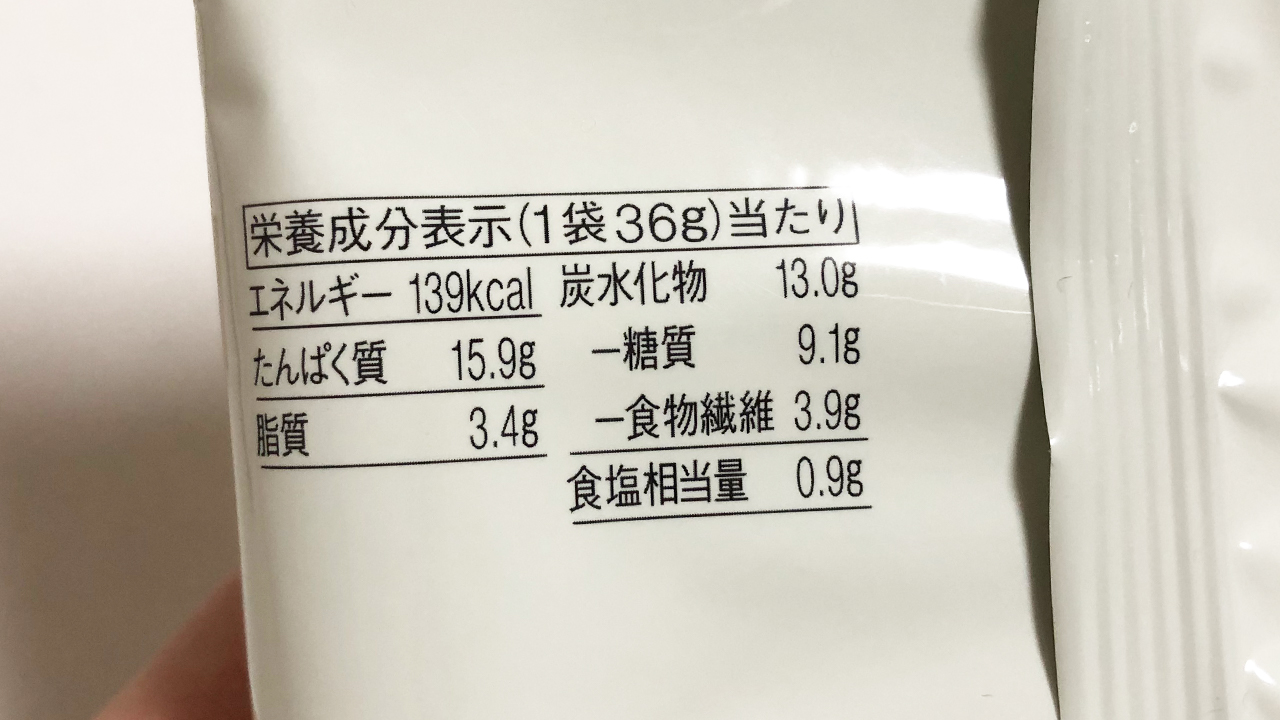 栄養成分表示(1袋36g)当たり
エネルギー 139kcal
たんぱく質 15.9g
脂質 3.4g
炭水化物 13.0g
ー糖質 9.1g
ー食物繊維 3.9g
食塩相当量 0.9g